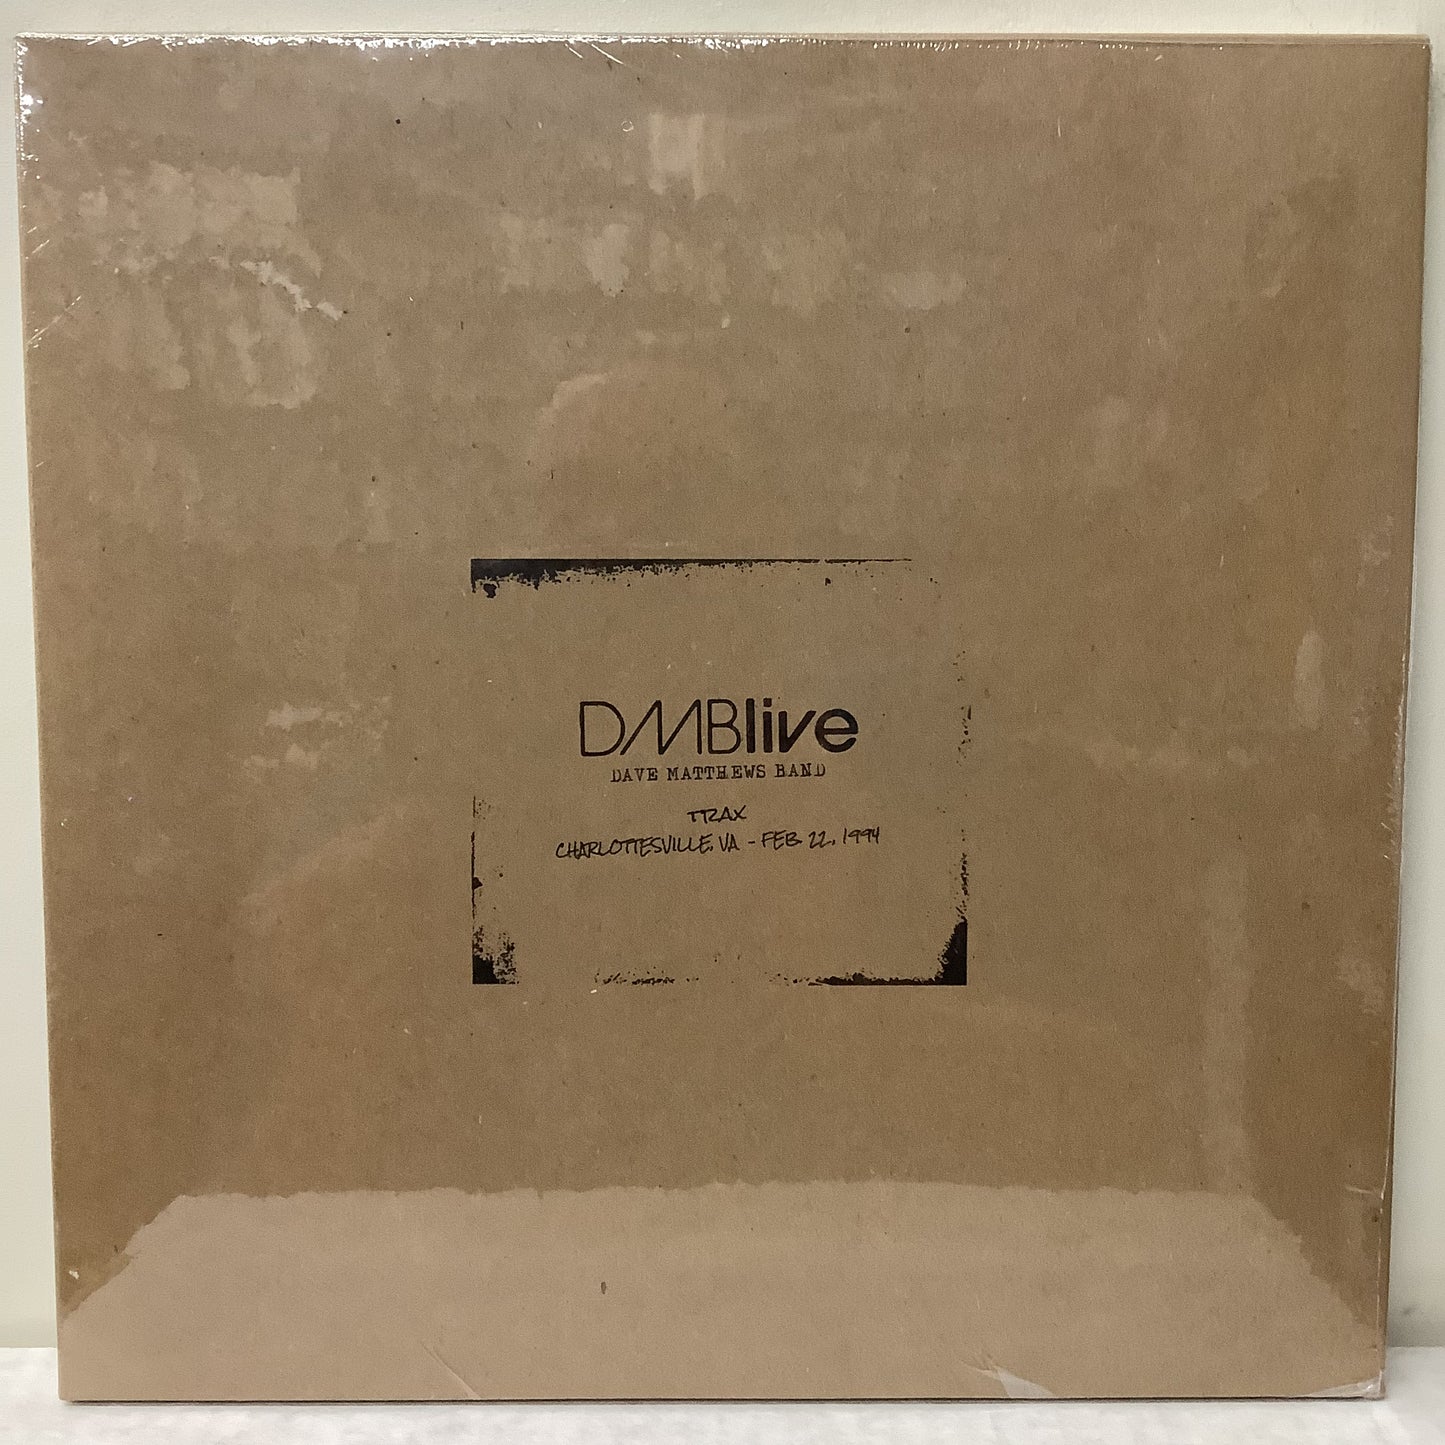 DMBlive
DAVE MATTHEWS BAND
TRAX
CHARLOTTESVILLE, VA - FEB 22, 1994